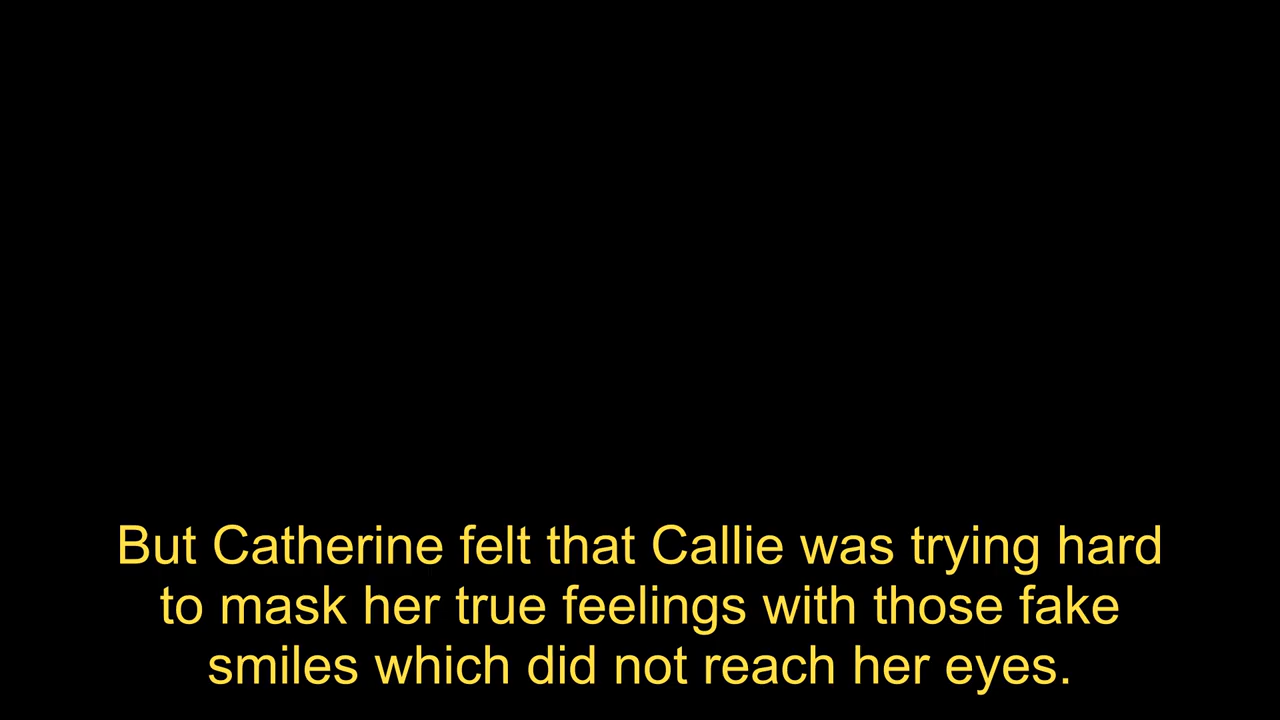 But Catherine felt that Callie was trying hard
to mask her true feelings with those fake
smiles which did not reach her eyes.